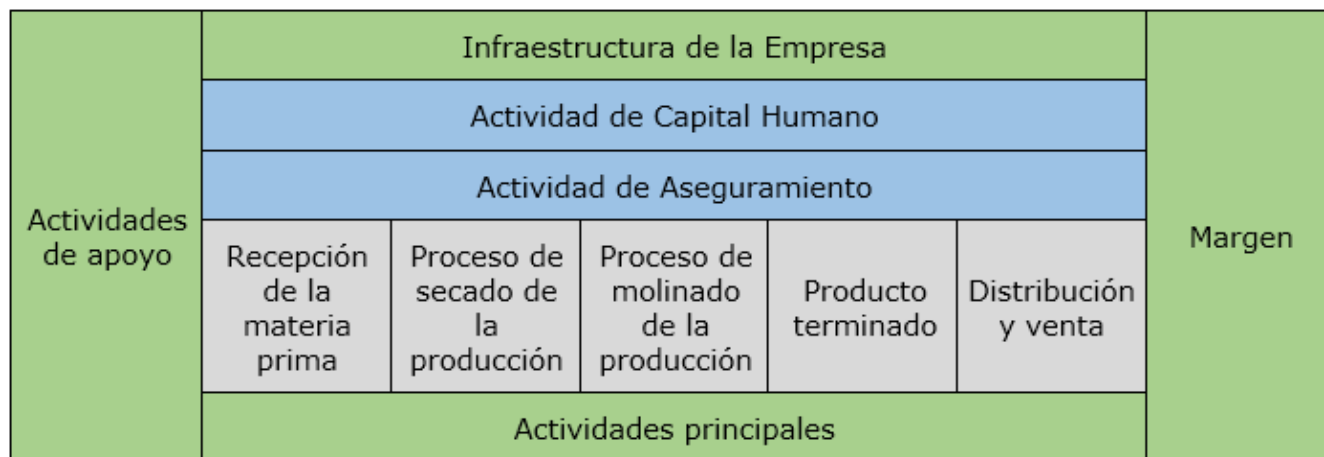 Infraestructura de la Empresa
Actividad de Capital Humano
Actividad de Aseguramiento
Actividades
de apoyo
Recepción
de la
materia
prima
Proceso de
secado de
la
producción
Proceso de
molinado
de la
producción
Producto
terminado
Distribución
y venta
Margen
Actividades principales